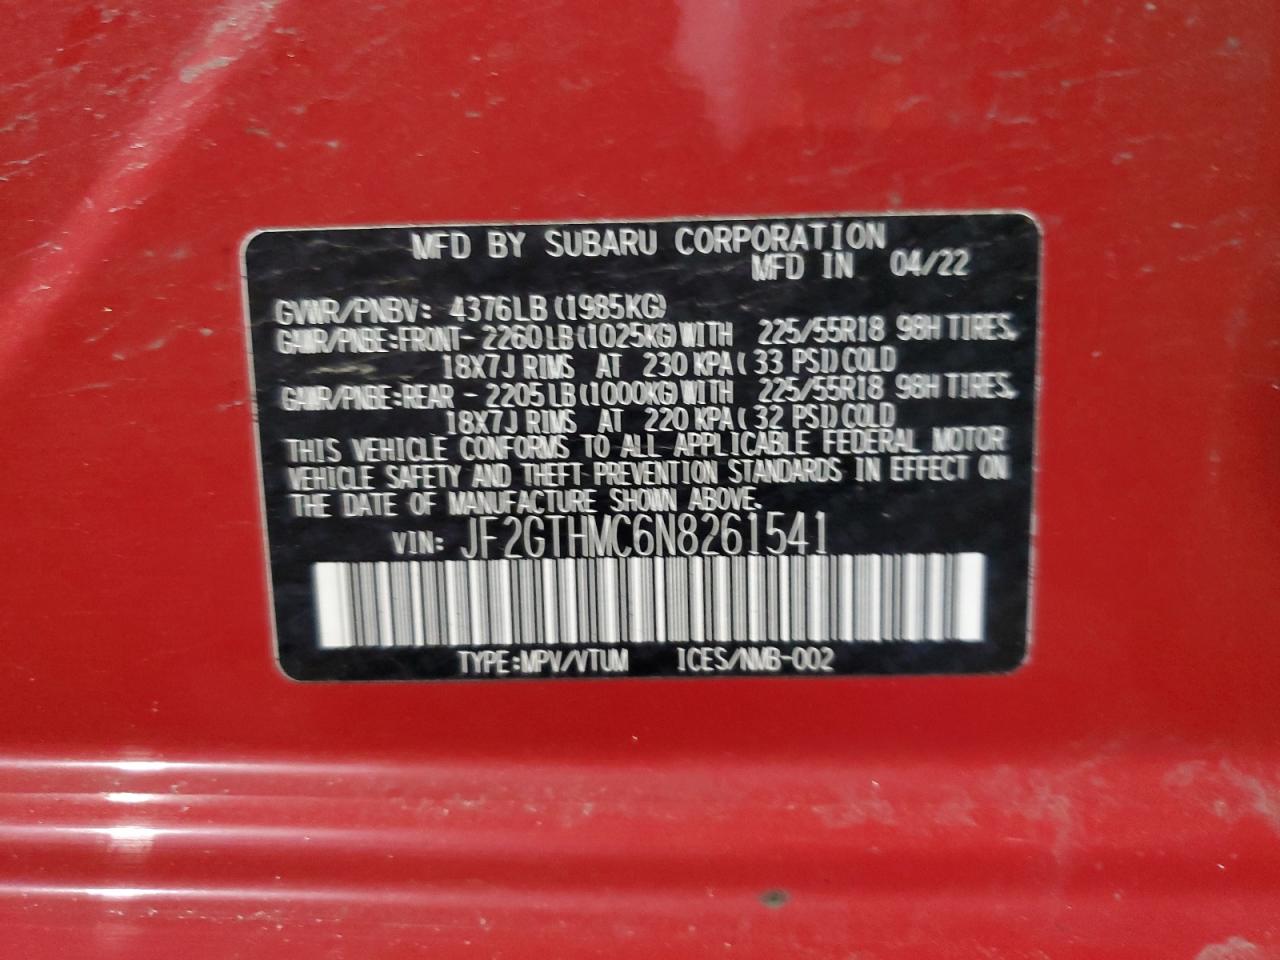 MFD BY SUBARU CORPORATION
MFD IN 04/22
GVWR/PNBV: 4376LB (1985KG)
GAWR/PNBE:FRONT- 2260LB (1025KG) WITH 225/55R18 98H TIRES,
18X7J RIMS AT 230 KPA ( 33 PSI) COLD
GAWR/PNBE:REAR - 2205LB (1000KG) WITH 225/55R18 98H TIRES,
18X7J RIMS AT 220 KPA ( 32 PSI) COLD
THIS VEHICLE CONFORMS TO ALL APPLICABLE FEDERAL MOTOR
VEHICLE SAFETY AND THEFT-PREVENTION STANDARDS IN EFFECT ON
THE DATE OF MANUFACTURE SHOWN ABOVE.
VIN: JF2GTHMC6N8261541
TYPE:MPV/VTUM ICES/NMB-002